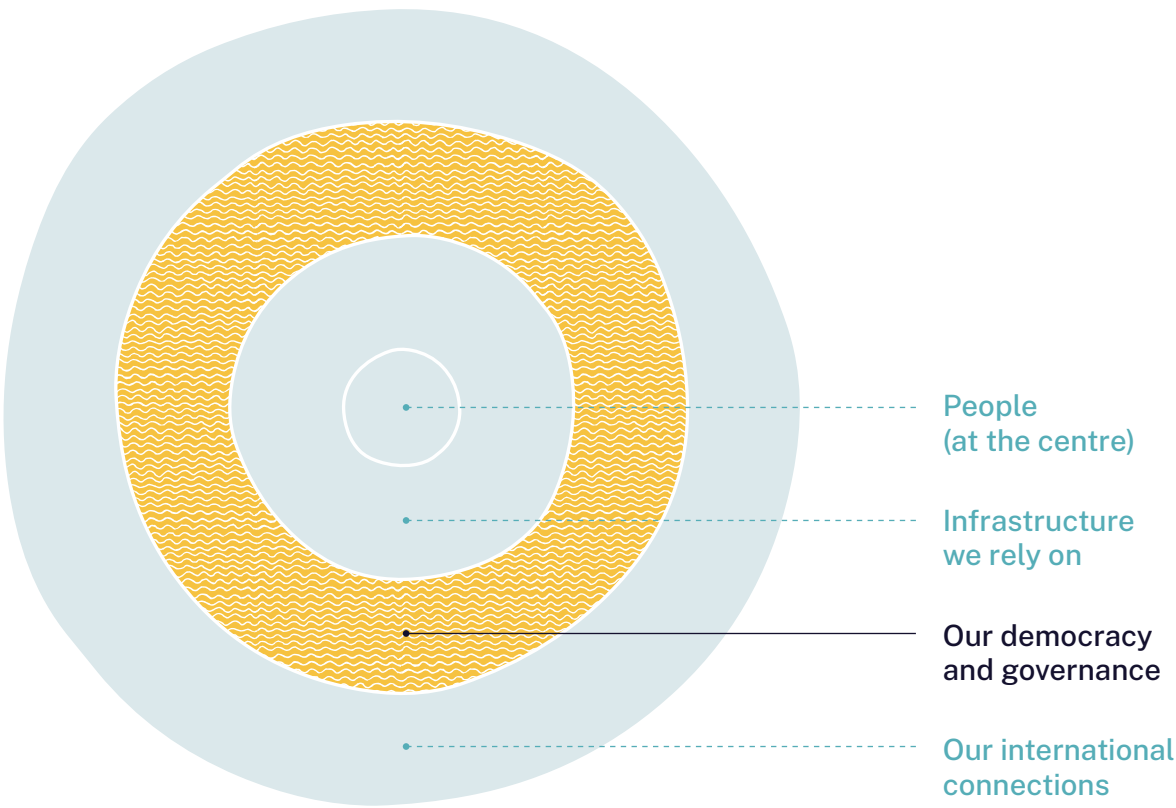 People
(at the centre)
Infrastructure
we rely on
Our democracy
and governance
Our international
connections